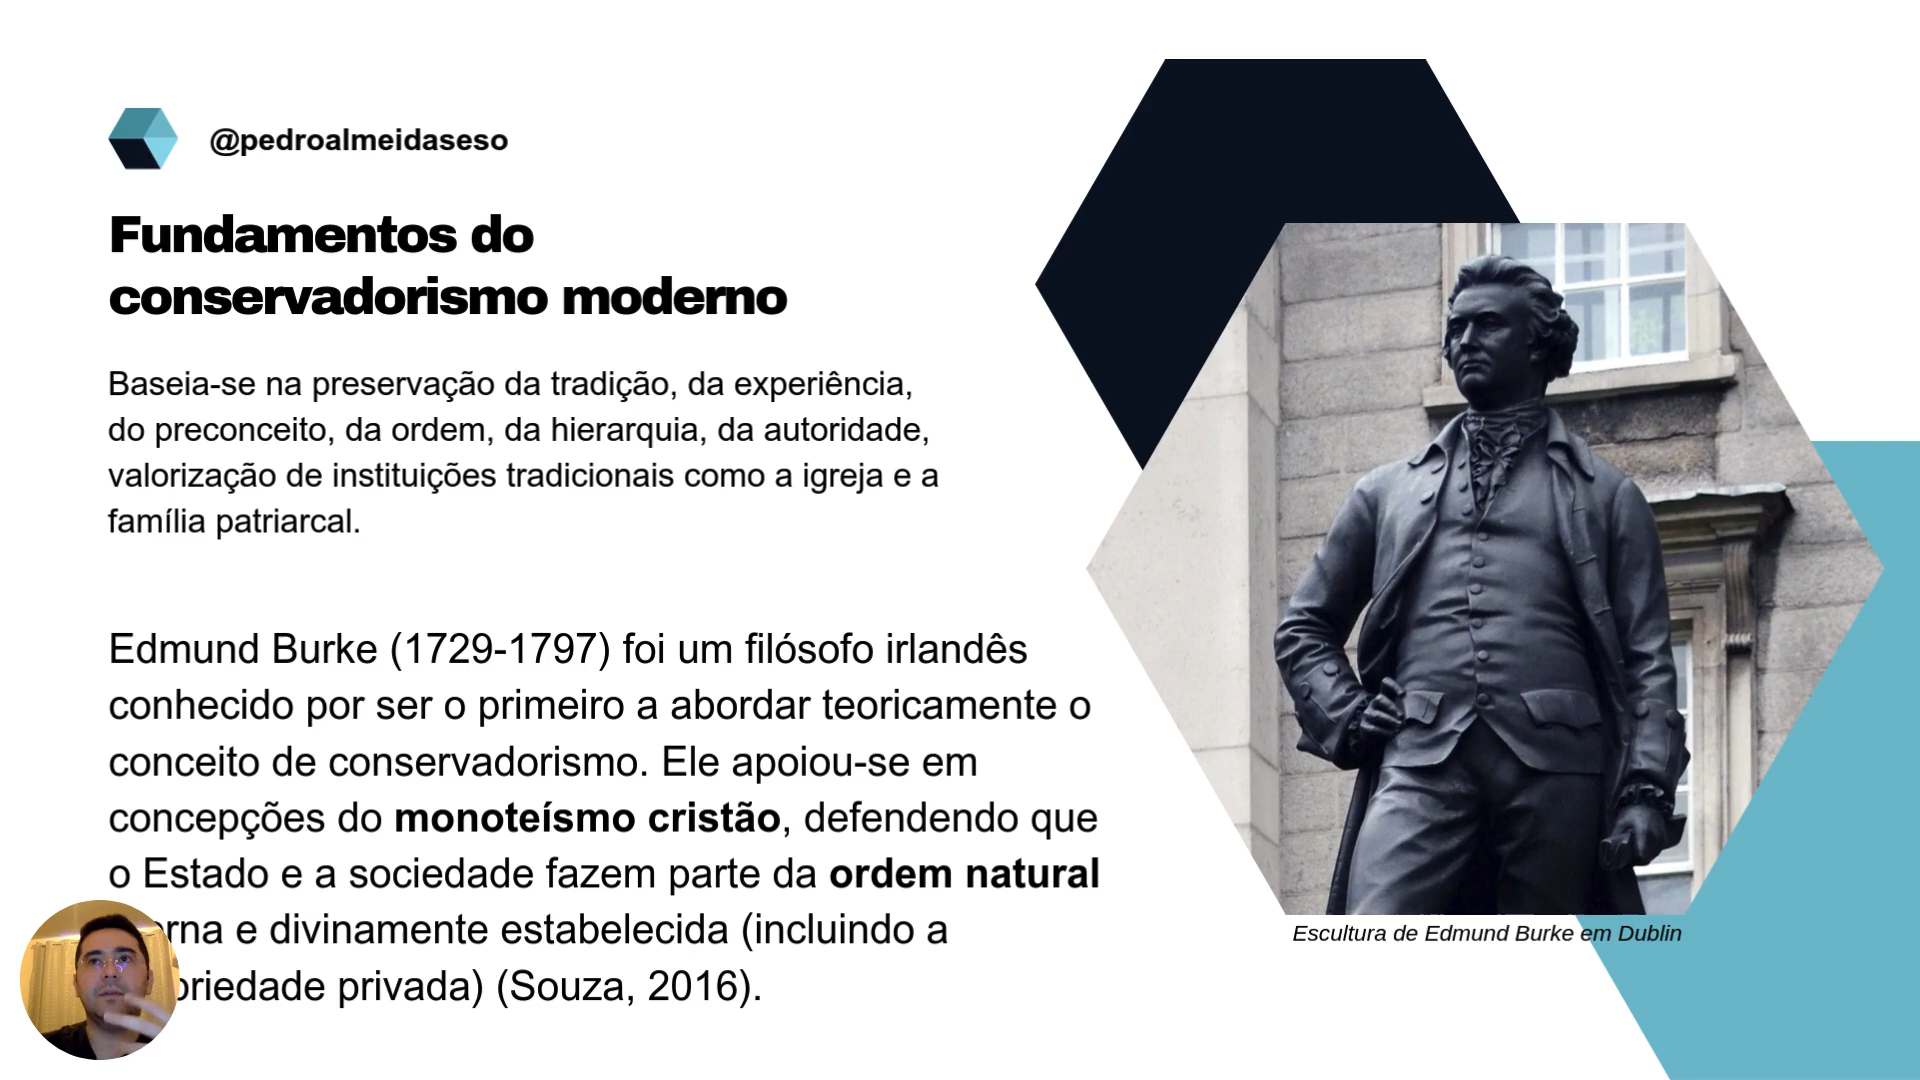 @pedroalmeidaseso
Fundamentos do
conservadorismo moderno
Baseia-se na preservação da tradição, da experiência,
do preconceito, da ordem, da hierarquia, da autoridade,
valorização de instituições tradicionais como a igreja e a
família patriarcal.
Edmund Burke (1729-1797) foi um filósofo irlandês
conhecido por ser o primeiro a abordar teoricamente o
conceito de conservadorismo. Ele apoiou-se em
concepções do monoteísmo cristão, defendendo que
o Estado e a sociedade fazem parte da ordem natural
e divinamente estabelecida (incluindo a
privada) (Souza, 2016).
Escultura de Edmund Burke em Dublin